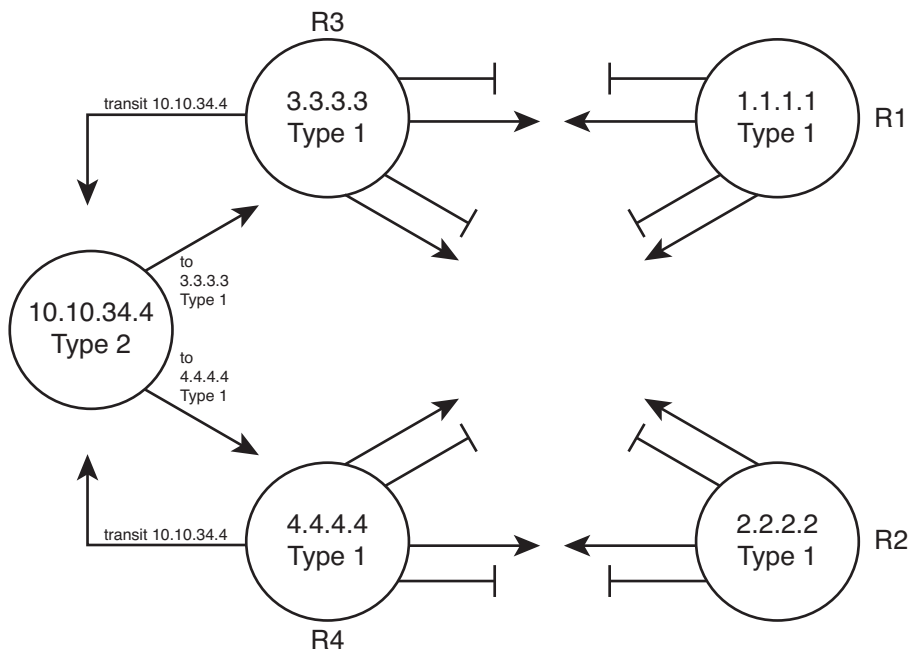 R3
3.3.3.3
Type 1
1.1.1.1
Type 1
R1
transit 10.10.34.4
to
3.3.3.3
Type 1
10.10.34.4
Type 2
to
4.4.4.4
Type 1
transit 10.10.34.4
4.4.4.4
Type 1
R4
2.2.2.2
Type 1
R2